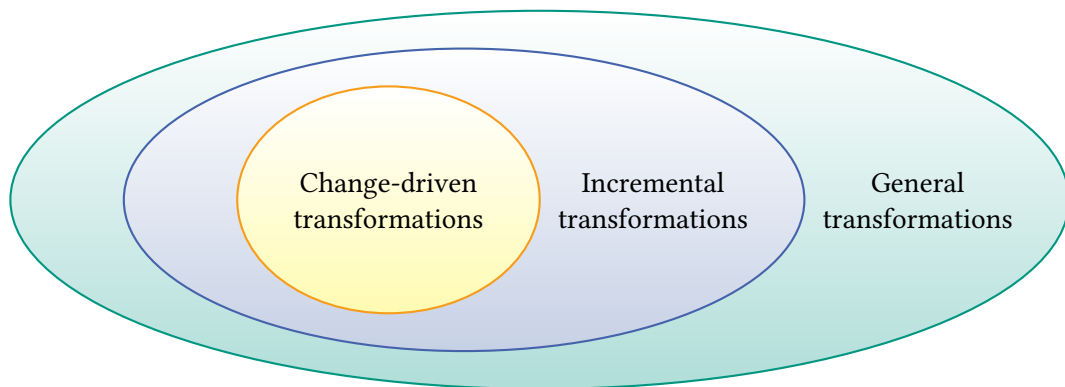 Change-driven
transformations
Incremental
transformations
General
transformations